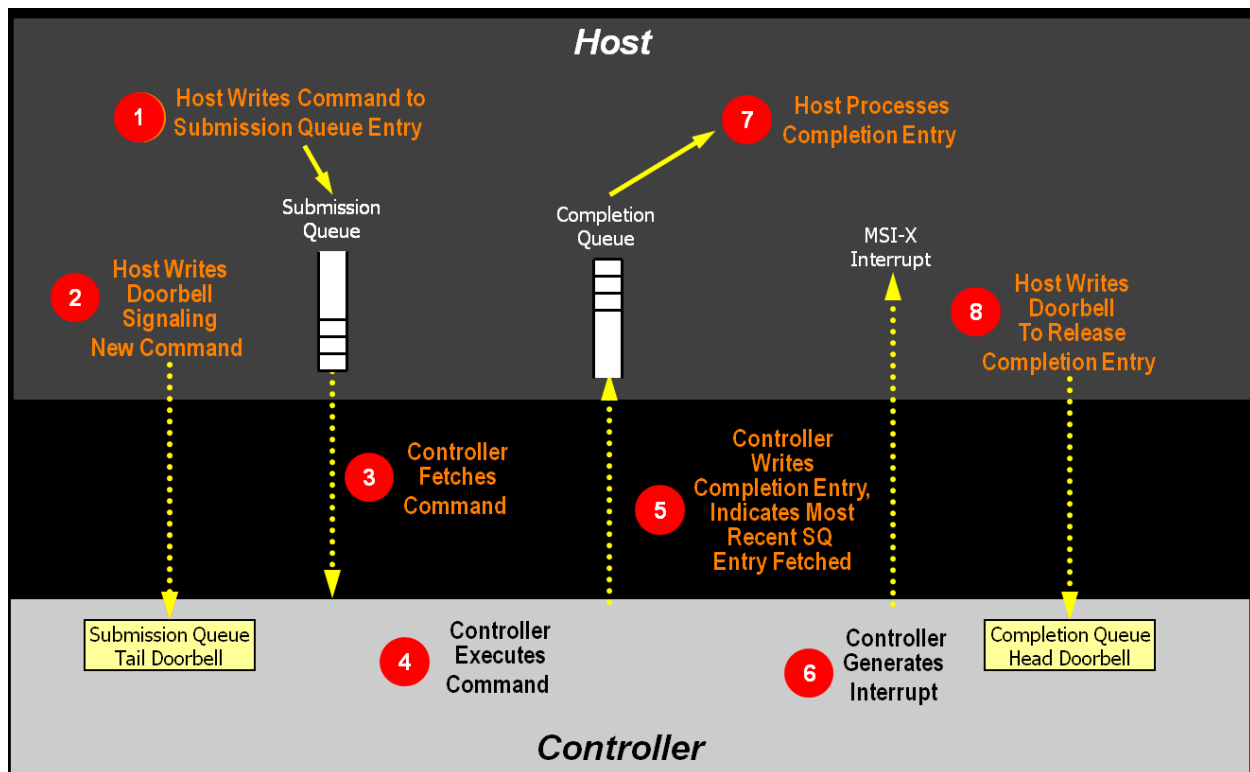 Host
1
Host Writes Command to
Submission Queue Entry
7
Host Processes
Completion Entry
Submission
Queue
Completion
Queue
MSI-X
Interrupt
2
Host Writes
Doorbell
Signaling
New Command
8
Host Writes
Doorbell
To Release
Completion Entry
3
Controller
Fetches
Command
5
Controller
Writes
Completion Entry,
Indicates Most
Recent SQ
Entry Fetched
Submission Queue
Tail Doorbell
4
Controller
Executes
Command
6
Controller
Generates
Interrupt
Completion Queue
Head Doorbell
Controller